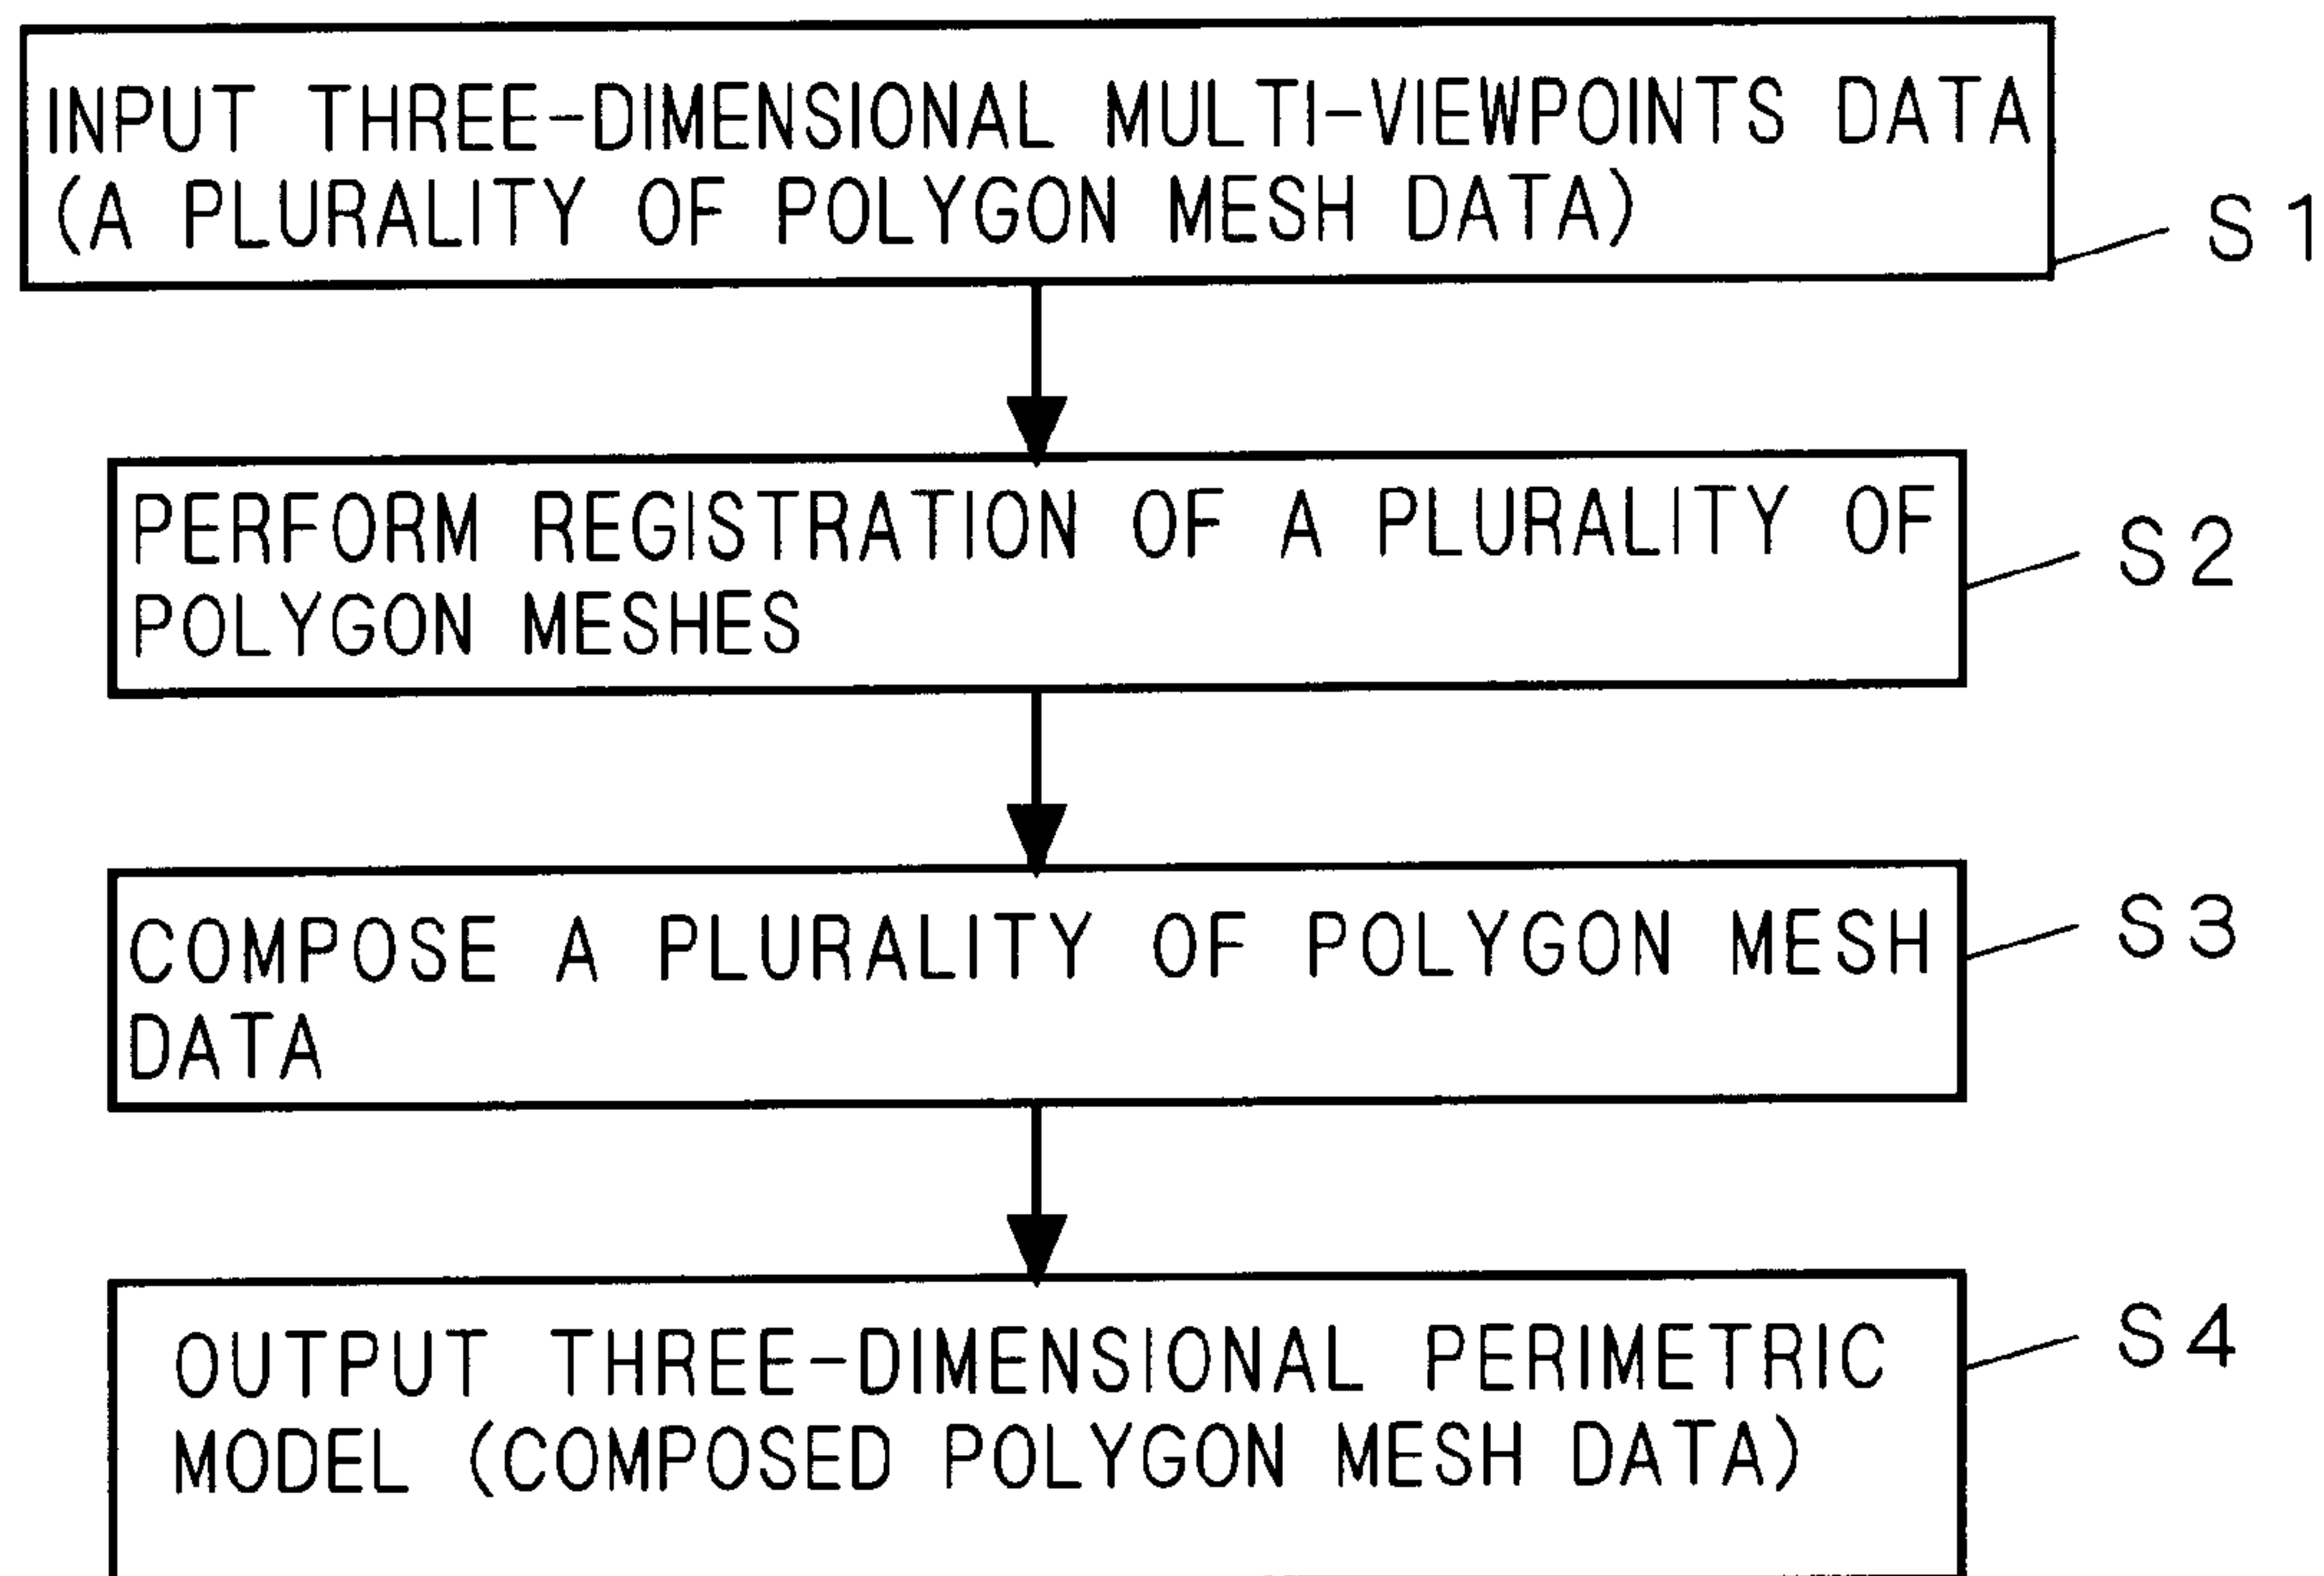 INPUT THREE-DIMENSIONAL MULTI-VIEWPOINTS DATA
(A PLURALITY OF POLYGON MESH DATA)
S1
PERFORM REGISTRATION OF A PLURALITY OF
POLYGON MESHES
S2
COMPOSE A PLURALITY OF POLYGON MESH
DATA
S3
OUTPUT THREE-DIMENSIONAL PERIMETRIC
MODEL (COMPOSED POLYGON MESH DATA)
S4